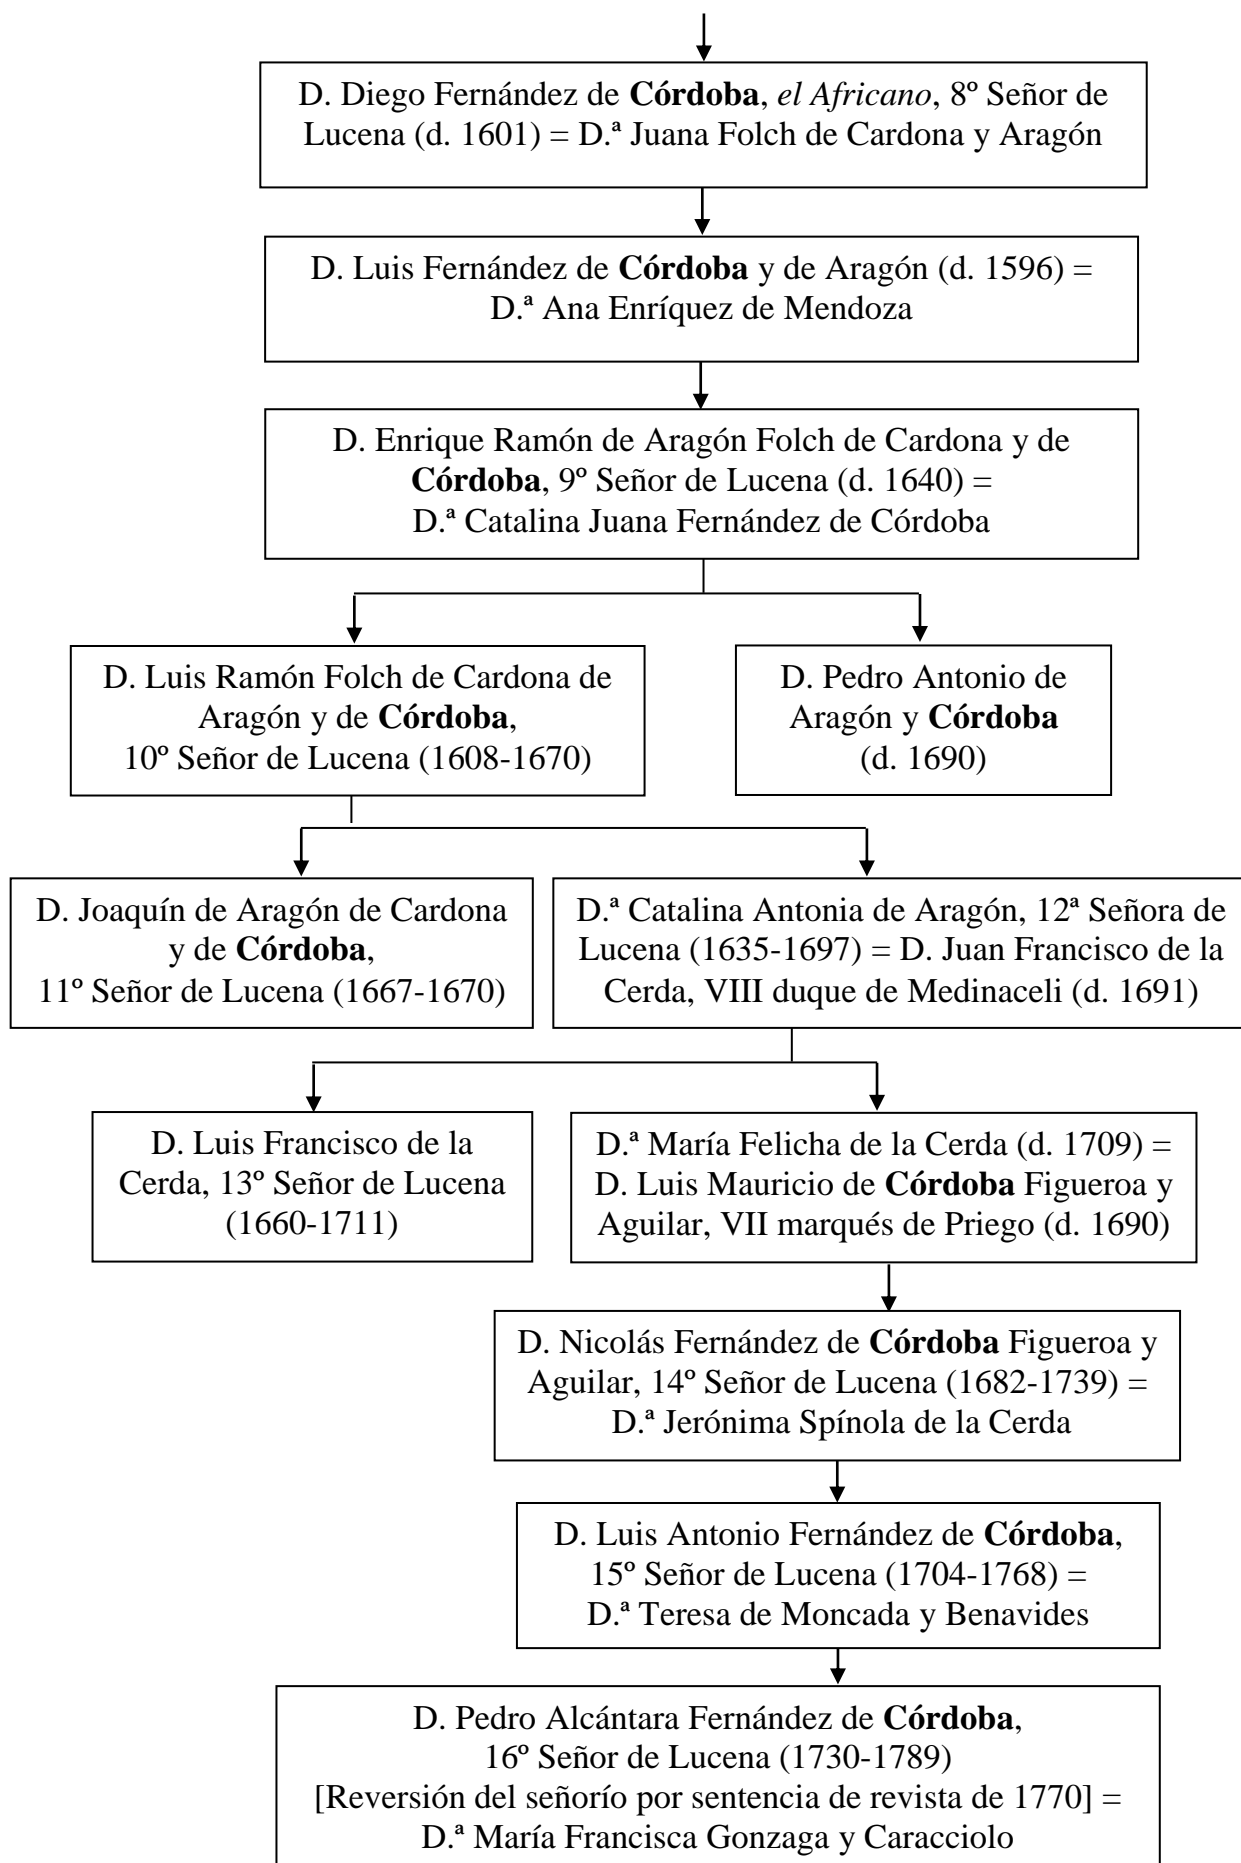 D. Diego Fernández de Córdoba, el Africano, 8º Señor de
Lucena (d. 1601) = D.ª Juana Folch de Cardona y Aragón
D. Luis Fernández de Córdoba y de Aragón (d. 1596) =
D.ª Ana Enríquez de Mendoza
D. Enrique Ramón de Aragón Folch de Cardona y de
Córdoba, 9º Señor de Lucena (d. 1640) =
D.ª Catalina Juana Fernández de Córdoba
D. Luis Ramón Folch de Cardona de
Aragón y de Córdoba,
10º Señor de Lucena (1608-1670)
D. Pedro Antonio de
Aragón y Córdoba
(d. 1690)
D. Joaquín de Aragón de Cardona
y de Córdoba,
11º Señor de Lucena (1667-1670)
D.ª Catalina Antonia de Aragón, 12ª Señora de
Lucena (1635-1697) = D. Juan Francisco de la
Cerda, VIII duque de Medinaceli (d. 1691)
D. Luis Francisco de la
Cerda, 13º Señor de Lucena
(1660-1711)
D.ª María Felicha de la Cerda (d. 1709) =
D. Luis Mauricio de Córdoba Figueroa y
Aguilar, VII marqués de Priego (d. 1690)
D. Nicolás Fernández de Córdoba Figueroa y
Aguilar, 14º Señor de Lucena (1682-1739) =
D.ª Jerónima Spínola de la Cerda
D. Luis Antonio Fernández de Córdoba,
15º Señor de Lucena (1704-1768) =
D.ª Teresa de Moncada y Benavides
D. Pedro Alcántara Fernández de Córdoba,
16º Señor de Lucena (1730-1789)
[Reversión del señorío por sentencia de revista de 1770] =
D.ª María Francisca Gonzaga y Caracciolo